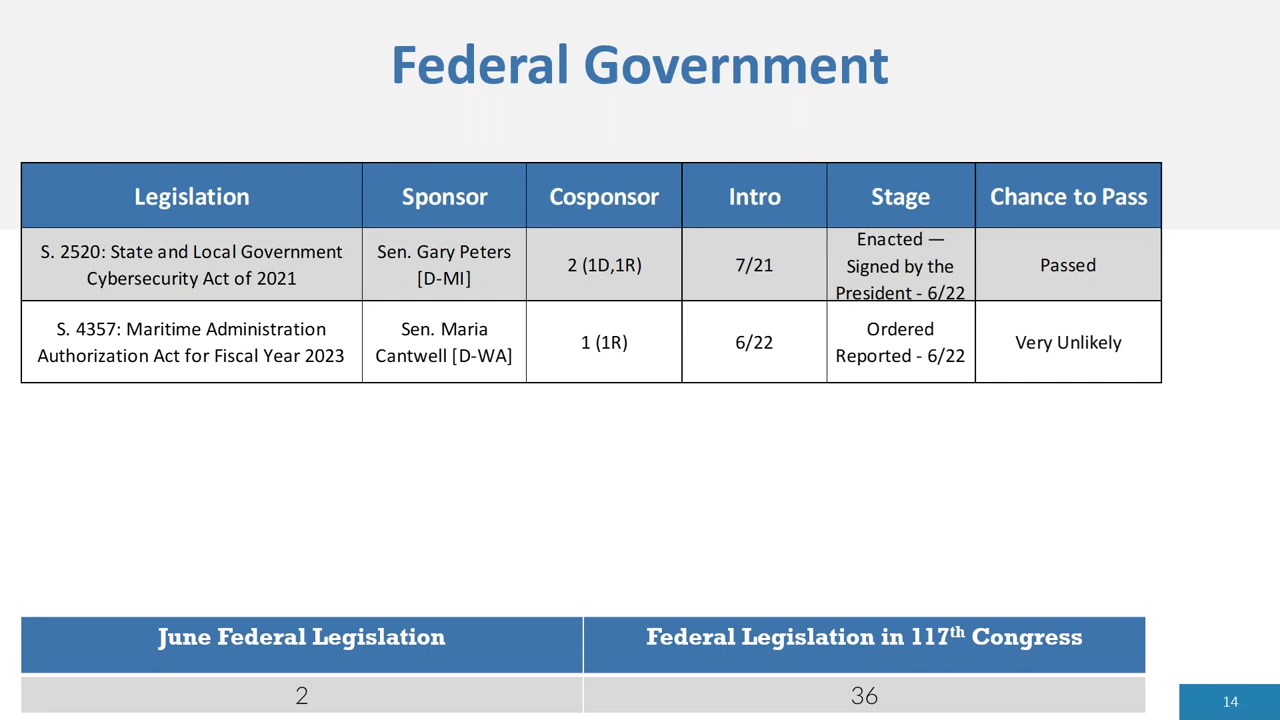 Federal Government
Legislation
Sponsor
Cosponsor
Intro
Stage
Chance to Pass
S. 2520: State and Local Government
Cybersecurity Act of 2021
Sen. Gary Peters
[D-MI]
2 (1D,1R)
7/21
Enacted —
Signed by the
President - 6/22
Passed
S. 4357: Maritime Administration
Authorization Act for Fiscal Year 2023
Sen. Maria
Cantwell [D-WA]
1 (1R)
6/22
Ordered
Reported - 6/22
Very Unlikely
June Federal Legislation
Federal Legislation in 117th Congress
2
36
14